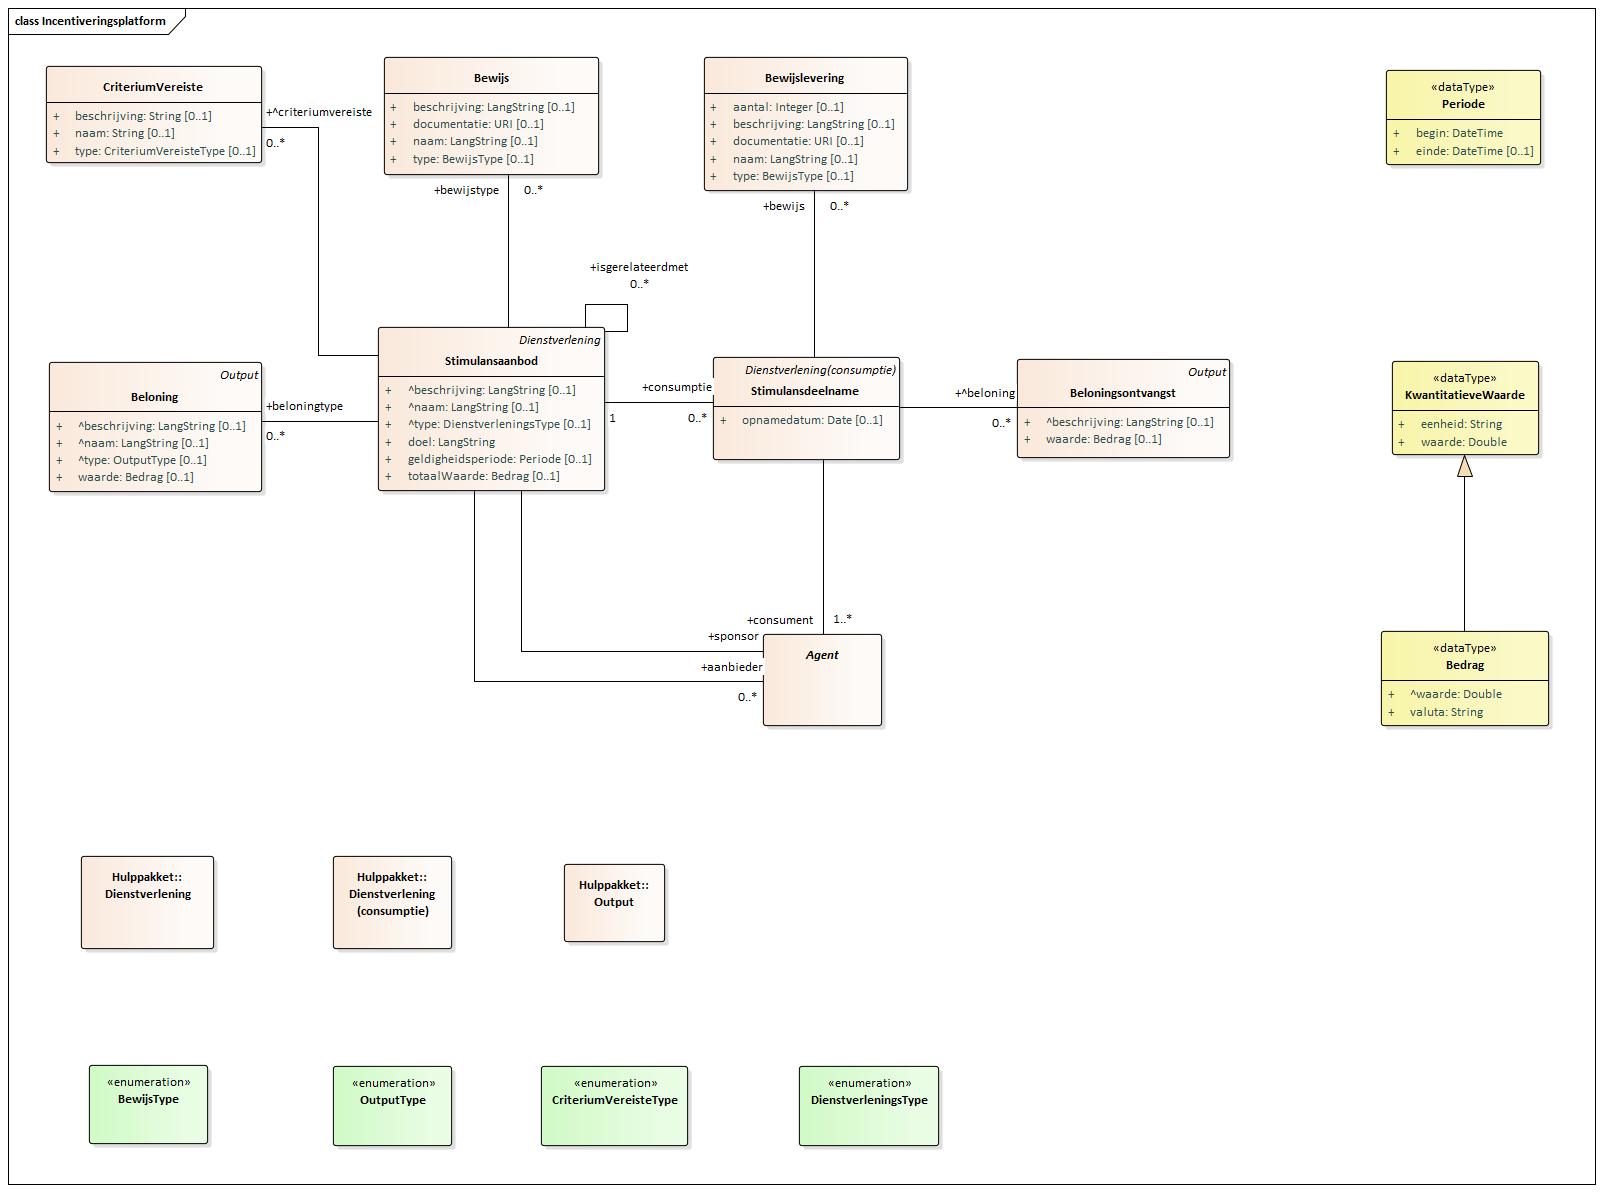 class Incentiveringsplatform
CriteriumVereiste
+ beschrijving: String [0..1]
+ naam: String [0..1]
+ type: CriteriumVereisteType [0..1]
+^criteriumvereiste
0..*
Bewijs
+ beschrijving: LangString [0..1]
+ documentatie: URI [0..1]
+ naam: LangString [0..1]
+ type: BewijsType [0..1]
+bewijstype 0..*
Bewijslevering
+ aantal: Integer [0..1]
+ beschrijving: LangString [0..1]
+ documentatie: URI [0..1]
+ naam: LangString [0..1]
+ type: BewijsType [0..1]
+bewijs 0..*
«dataType»
Periode
+ begin: DateTime
+ einde: DateTime [0..1]
+isgerelateerdmet
0..*
Output
Beloning
+ ^beschrijving: LangString [0..1]
+ ^naam: LangString [0..1]
+ ^type: OutputType [0..1]
+ waarde: Bedrag [0..1]
+beloningtype
0..*
Dienstverlening
Stimulansaanbod
+ ^beschrijving: LangString [0..1]
+ ^naam: LangString [0..1]
+ ^type: DienstverleningsType [0..1]
+ doel: LangString
+ geldigheidsperiode: Periode [0..1]
+ totaalWaarde: Bedrag [0..1]
+consumptie
1 0..*
Dienstverlening(consumptie)
Stimulansdeelname
+ opnamedatum: Date [0..1]
+^beloning
0..*
Output
Beloningsontvangst
+ ^beschrijving: LangString [0..1]
+ waarde: Bedrag [0..1]
«dataType»
KwantitatieveWaarde
+ eenheid: String
+ waarde: Double
+consument 1..*
+sponsor
+aanbieder
0..*
Agent
«dataType»
Bedrag
+ ^waarde: Double
+ valuta: String
Hulppakket::
Dienstverlening
Hulppakket::
Dienstverlening
(consumptie)
Hulppakket::
Output
«enumeration»
BewijsType
«enumeration»
OutputType
«enumeration»
CriteriumVereisteType
«enumeration»
DienstverleningsType